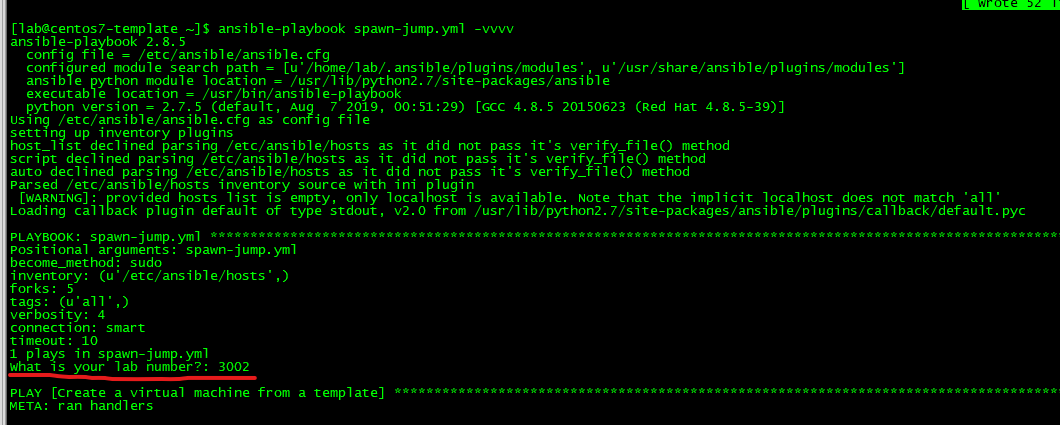 [ Wrote 52 li
[lab@centos7-template ~]$ ansible-playbook spawn-jump.yml -vvvv
ansible-playbook 2.8.5
  config file = /etc/ansible/ansible.cfg
  configured module search path = [u'/home/lab/.ansible/plugins/modules', u'/usr/share/ansible/plugins/modules']
  ansible python module location = /usr/lib/python2.7/site-packages/ansible
  executable location = /usr/bin/ansible-playbook
  python version = 2.7.5 (default, Aug  7 2019, 00:51:29) [GCC 4.8.5 20150623 (Red Hat 4.8.5-39)]
Using /etc/ansible/ansible.cfg as config file
setting up inventory plugins
host_list declined parsing /etc/ansible/hosts as it did not pass it's verify_file() method
script declined parsing /etc/ansible/hosts as it did not pass it's verify_file() method
auto declined parsing /etc/ansible/hosts as it did not pass it's verify_file() method
Parsed /etc/ansible/hosts inventory source with ini plugin
 [WARNING]: provided hosts list is empty, only localhost is available. Note that the implicit localhost does not match 'all'
Loading callback plugin default of type stdout, v2.0 from /usr/lib/python2.7/site-packages/ansible/plugins/callback/default.pyc
PLAYBOOK: spawn-jump.yml **********************************************************************************************************
Positional arguments: spawn-jump.yml
become_method: sudo
inventory: (u'/etc/ansible/hosts',)
forks: 5
tags: (u'all',)
verbosity: 4
connection: smart
timeout: 10
1 plays in spawn-jump.yml
What is your lab number?: 3002
PLAY [Create a virtual machine from a template] ***********************************************************************************
META: ran handlers